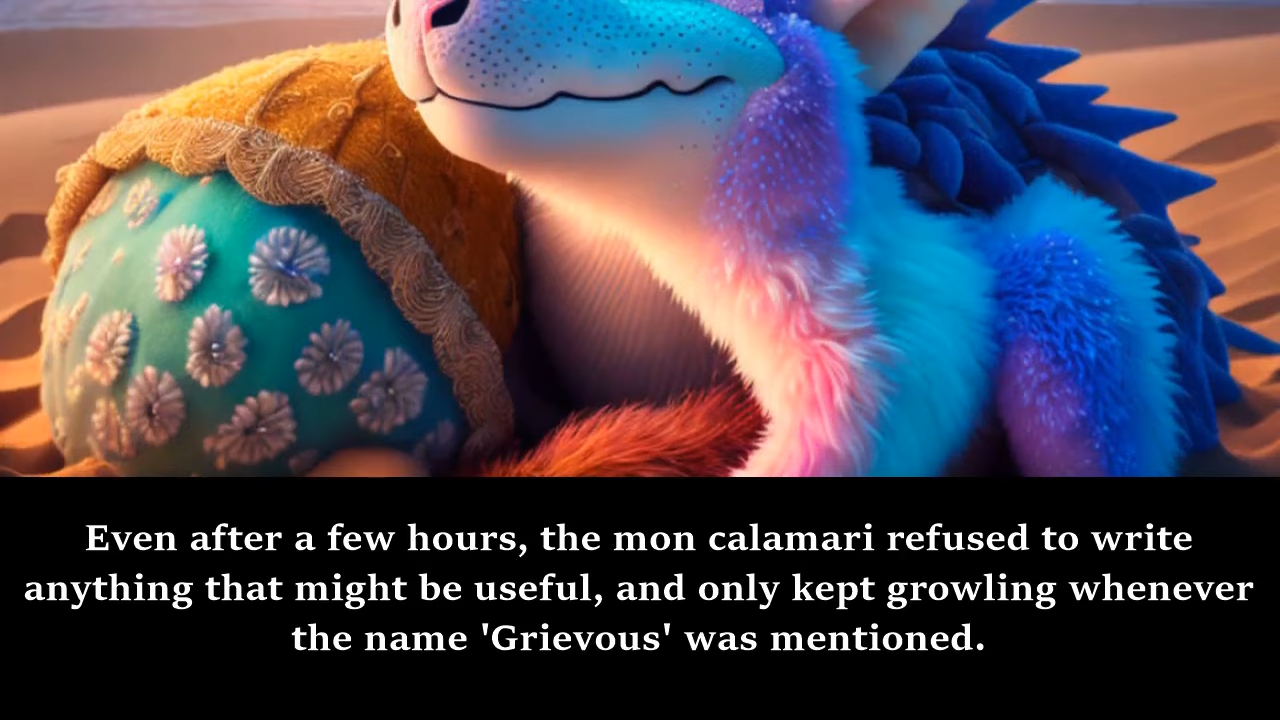 Even after a few hours, the mon calamari refused to write
anything that might be useful, and only kept growling whenever
the name 'Grievous' was mentioned.